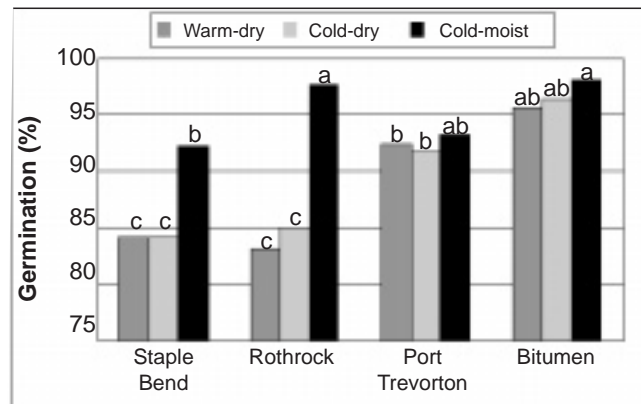 Warm-dry Cold-dry Cold-moist
Germination (%)
100
95
90
85
80
75
c c b
c c a
b b ab
ab ab a
Staple Bend
Rothrock
Port Trevorton
Bitumen